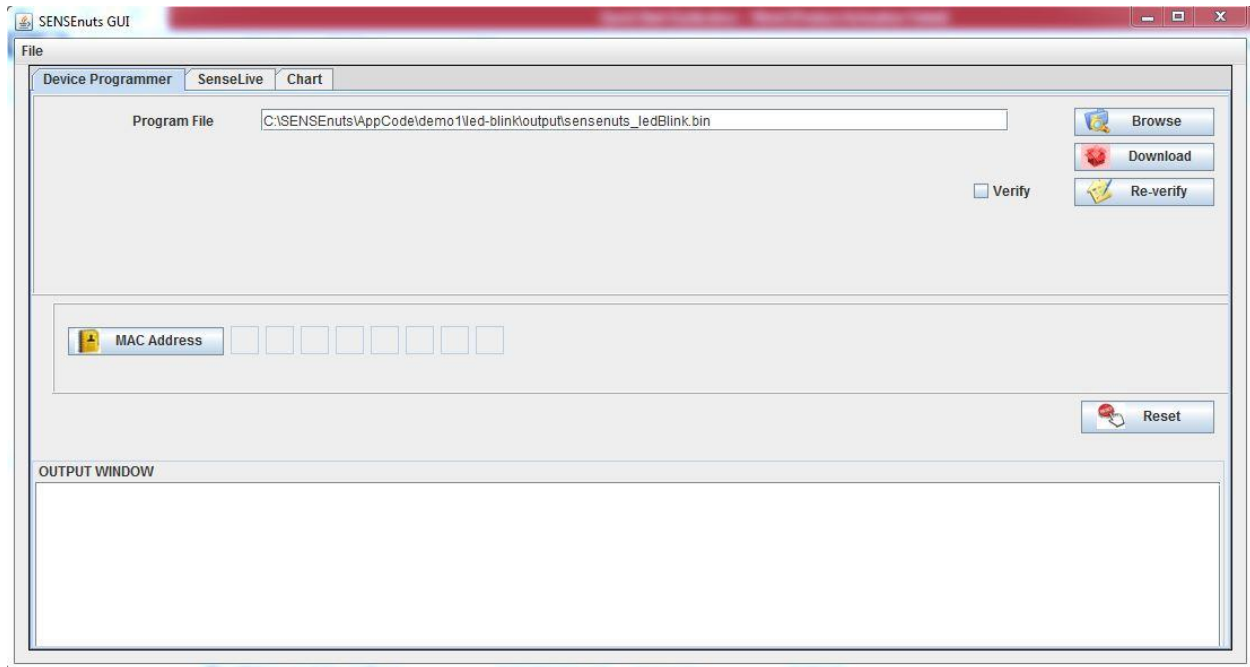 SENSEnuts GUI
File
Device Programmer SenseLive Chart
Program File C:\SENSEnuts\AppCode\demo1\led-blink\output\sensenuts_ledBlink.bin Browse
Download
Verify Re-verify
MAC Address
Reset
OUTPUT WINDOW